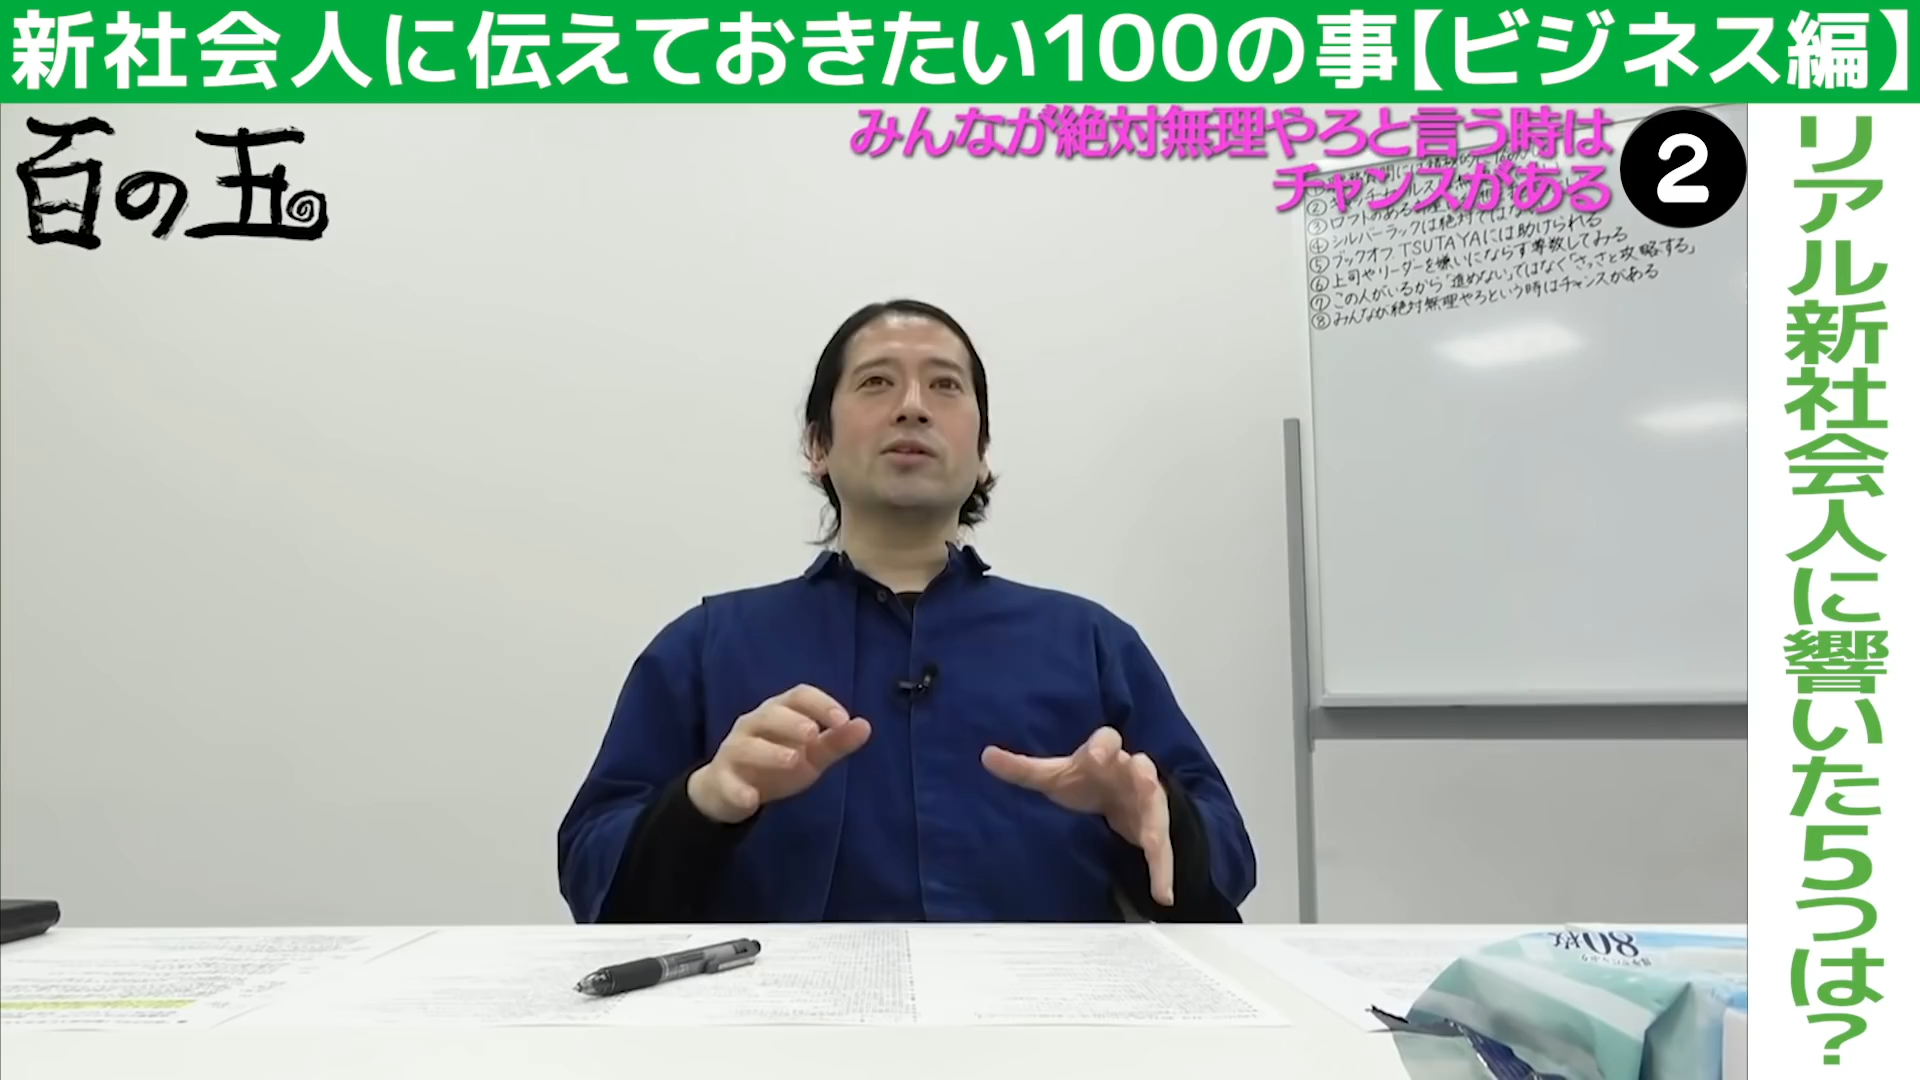 新社会人に伝えておきたい100の事【ビジネス編】
百の玉
みんなが絶対無理やろと言う時は
チャンスがある
2
リアル新社会人に響いた5つは?
③ロフトのある
④シルバーラックは絶対ではない
⑤ブックオフ、TSUTAYAには助けられる
⑥上司やリーダーを嫌いにならず尊敬してみる
⑦この人がいるから「進めない」ではなく「さっさと攻略する」
⑧みんなが絶対無理やろという時はチャンスがある
80枚